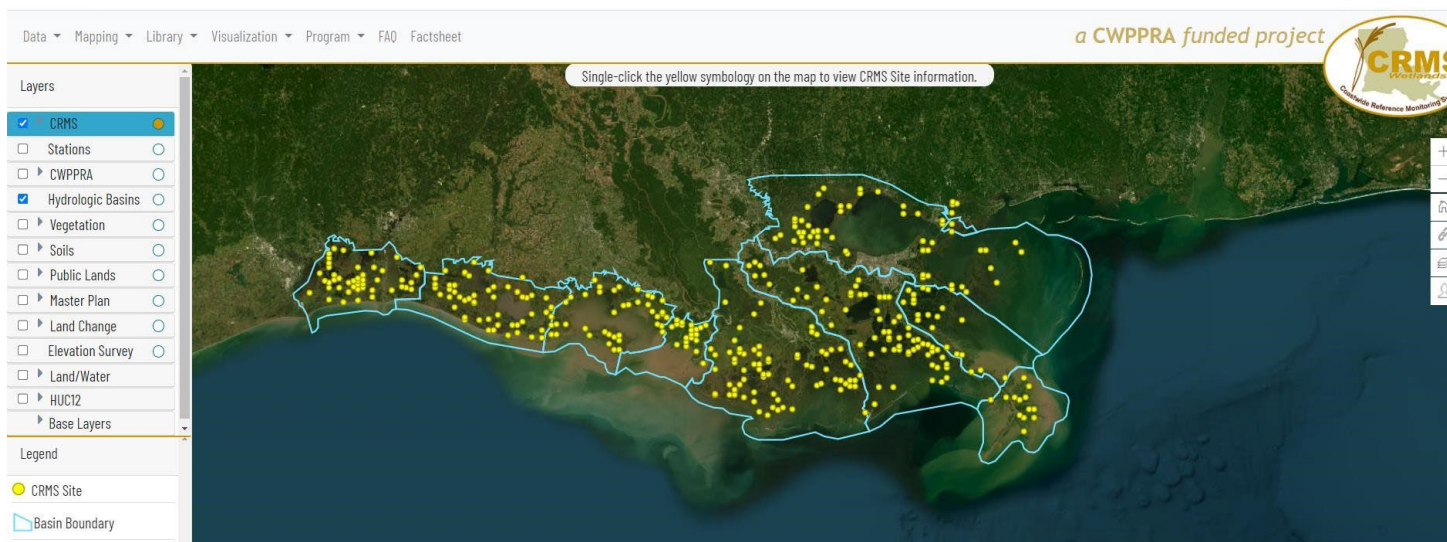 Data Mapping Library Visualization Program FAQ Factsheet
a CWPPRA funded project
CRMS
Wetlands
Coastwide Reference Monitoring
Single-click the yellow symbology on the map to view CRMS Site information.
Layers
CRMS
Stations
CWPPRA
Hydrologic Basins
Vegetation
Soils
Public Lands
Master Plan
Land Change
Elevation Survey
Land/Water
HUC12
Base Layers
Legend
CRMS Site
Basin Boundary